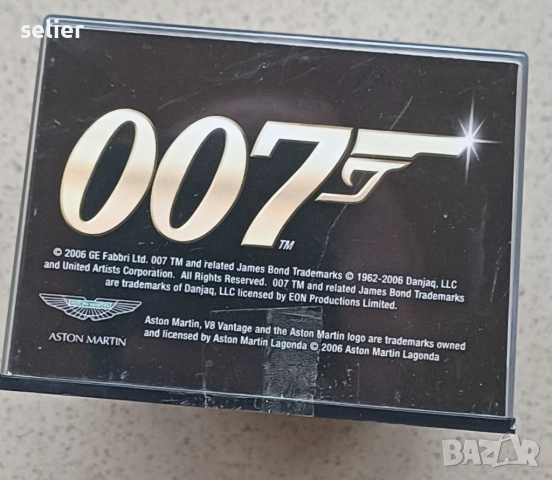 selier
007
TM
© 2006 GE Fabbri Ltd. 007 TM and related James Bond Trademarks © 1962-2006 Danjaq, LLC
and United Artists Corporation. All Rights Reserved. 007 TM and related James Bond Trademarks
are trademarks of Danjaq, LLC licensed by EON Productions Limited.
ASTON MARTIN
ASTON MARTIN
Aston Martin, V8 Vantage and the Aston Martin logo are trademarks owned
and licensed by Aston Martin Lagonda © 2006 Aston Martin Lagonda
BAZAR